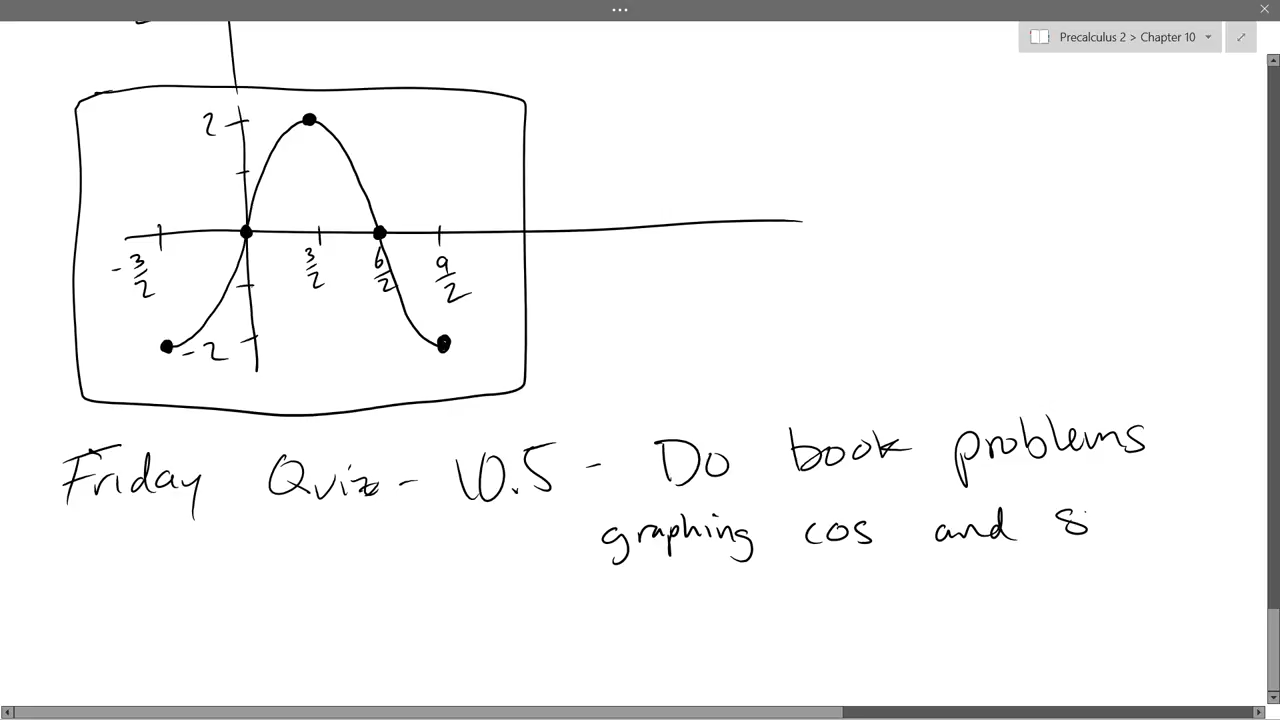 Precalculus 2 > Chapter 10
2
-3/2 3/2 6/2 9/2
-2
Friday Quiz - 10.5 - Do book problems
graphing cos and s